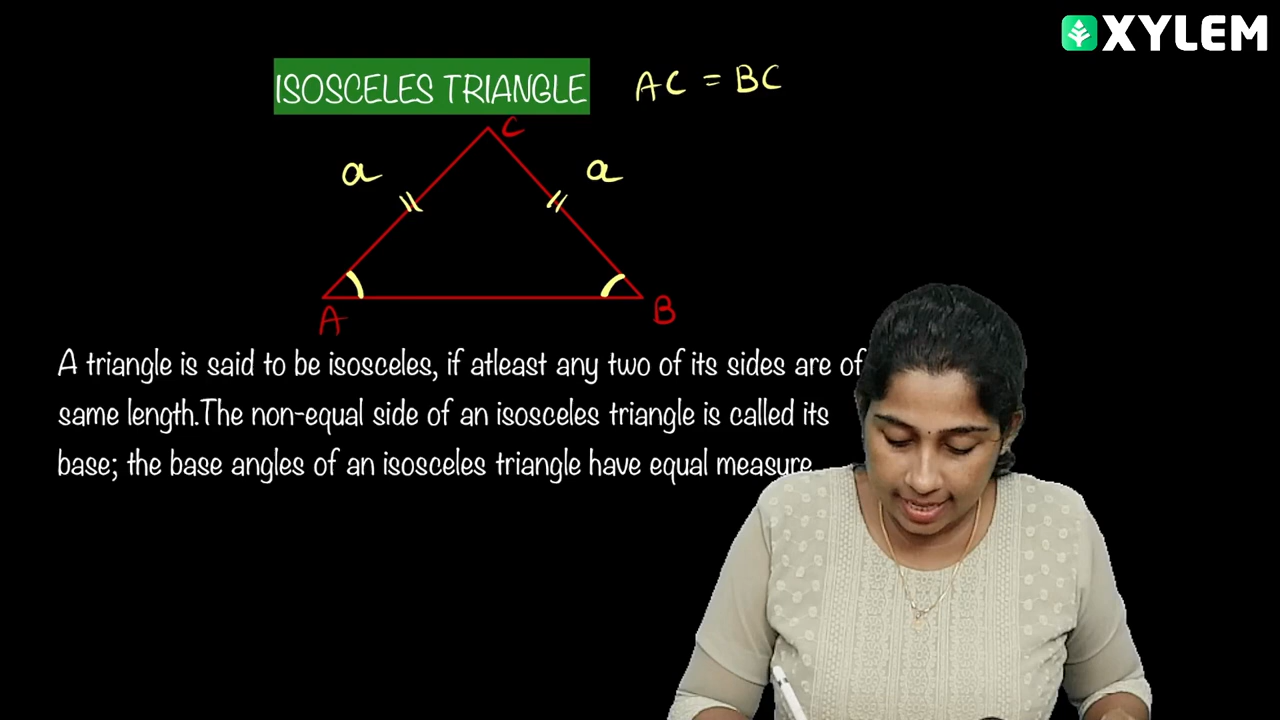 XYLEM
ISOSCELES TRIANGLE AC = BC
C
a a
A B
A triangle is said to be isosceles, if atleast any two of its sides are of
same length.The non-equal side of an isosceles triangle is called its
base; the base angles of an isosceles triangle have equal measure